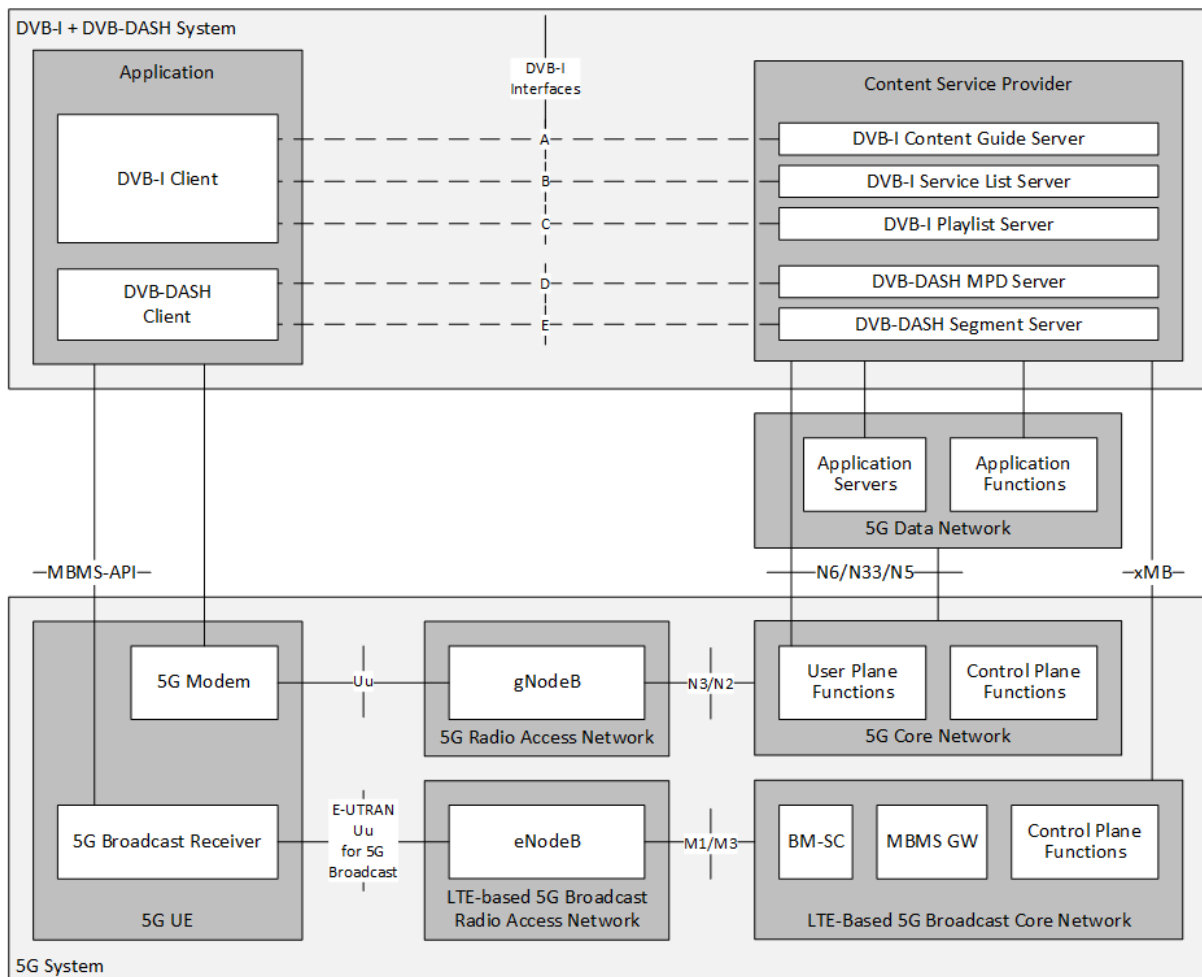 DVB-I + DVB-DASH System
Application
DVB-I
Interfaces
Content Service Provider
DVB-I Client
A
DVB-I Content Guide Server
B
DVB-I Service List Server
C
DVB-I Playlist Server
DVB-DASH
Client
D
DVB-DASH MPD Server
E
DVB-DASH Segment Server
Application
Servers
Application
Functions
5G Data Network
MBMS-API
N6/N33/N5
xMB
5G Modem
Uu
gNodeB
5G Radio Access Network
N3/N2
User Plane
Functions
Control Plane
Functions
5G Core Network
5G Broadcast Receiver
5G UE
E-UTRAN
Uu
for 5G
Broadcast
eNodeB
LTE-based 5G Broadcast
Radio Access Network
M1/M3
BM-SC
MBMS GW
Control Plane
Functions
LTE-Based 5G Broadcast Core Network
5G System